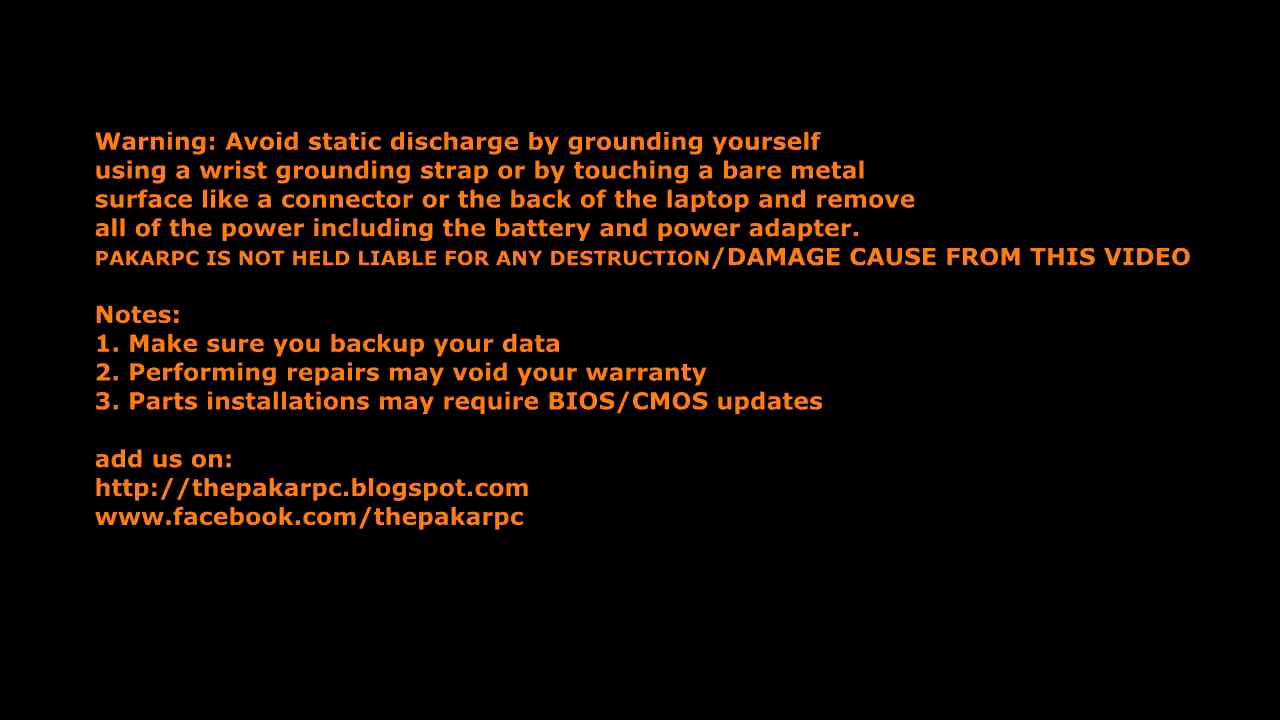 Warning: Avoid static discharge by grounding yourself
using a wrist grounding strap or by touching a bare metal
surface like a connector or the back of the laptop and remove
all of the power including the battery and power adapter.
PAKARPC IS NOT HELD LIABLE FOR ANY DESTRUCTION/DAMAGE CAUSE FROM THIS VIDEO
Notes:
1. Make sure you backup your data
2. Performing repairs may void your warranty
3. Parts installations may require BIOS/CMOS updates
add us on:
http://thepakarpc.blogspot.com
www.facebook.com/thepakarpc